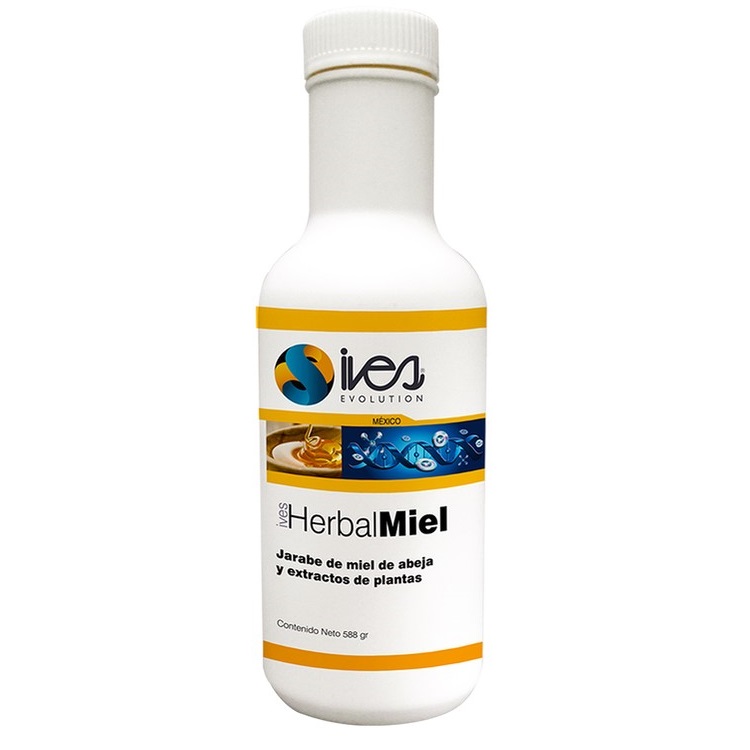 ives®
EVOLUTION
MÉXICO
ives HerbalMiel
Jarabe de miel de abeja
y extractos de plantas
Contenido Neto 588 gr